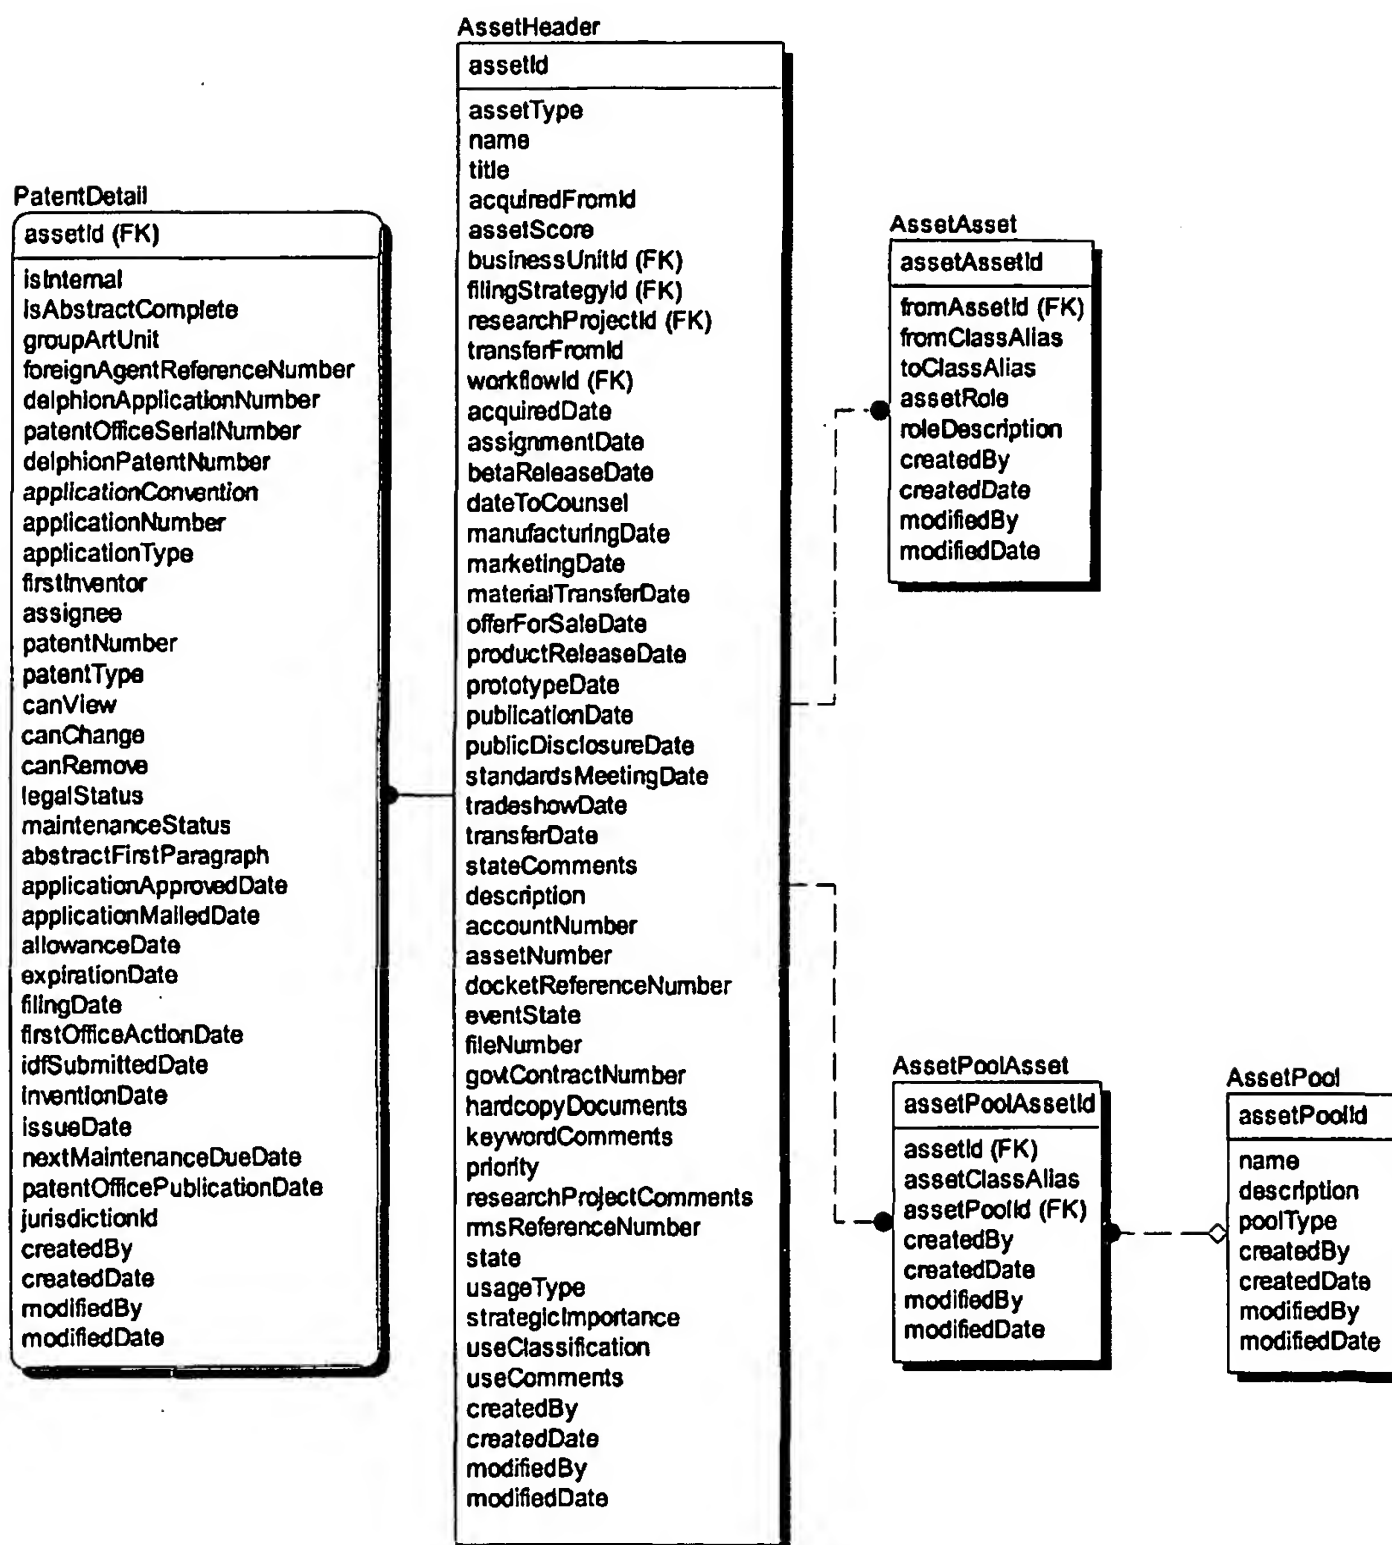 AssetHeader
assetId
assetType
name
title
acquiredFromId
assetScore
businessUnitId (FK)
filingStrategyId (FK)
researchProjectId (FK)
transferFromId
workflowId (FK)
acquiredDate
assignmentDate
betaReleaseDate
dateToCounsel
manufacturingDate
marketingDate
materialTransferDate
offerForSaleDate
productReleaseDate
prototypeDate
publicationDate
publicDisclosureDate
standardsMeetingDate
tradeshowDate
transferDate
stateComments
description
accountNumber
assetNumber
docketReferenceNumber
eventState
fileNumber
govtContractNumber
hardcopyDocuments
keywordComments
priority
researchProjectComments
rmsReferenceNumber
state
usageType
strategicImportance
useClassification
useComments
createdBy
createdDate
modifiedBy
modifiedDate
PatentDetail
assetId (FK)
isInternal
isAbstractComplete
groupArtUnit
foreignAgentReferenceNumber
delphionApplicationNumber
patentOfficeSerialNumber
delphionPatentNumber
applicationConvention
applicationNumber
applicationType
firstInventor
assignee
patentNumber
patentType
canView
canChange
canRemove
legalStatus
maintenanceStatus
abstractFirstParagraph
applicationApprovedDate
applicationMailedDate
allowanceDate
expirationDate
filingDate
firstOfficeActionDate
idfSubmittedDate
inventionDate
issueDate
nextMaintenanceDueDate
patentOfficePublicationDate
jurisdictionId
createdBy
createdDate
modifiedBy
modifiedDate
AssetAsset
assetAssetId
fromAssetId (FK)
fromClassAlias
toClassAlias
assetRole
roleDescription
createdBy
createdDate
modifiedBy
modifiedDate
AssetPoolAsset
assetPoolAssetId
assetId (FK)
assetClassAlias
assetPoolId (FK)
createdBy
createdDate
modifiedBy
modifiedDate
AssetPool
assetPoolId
name
description
poolType
createdBy
createdDate
modifiedBy
modifiedDate